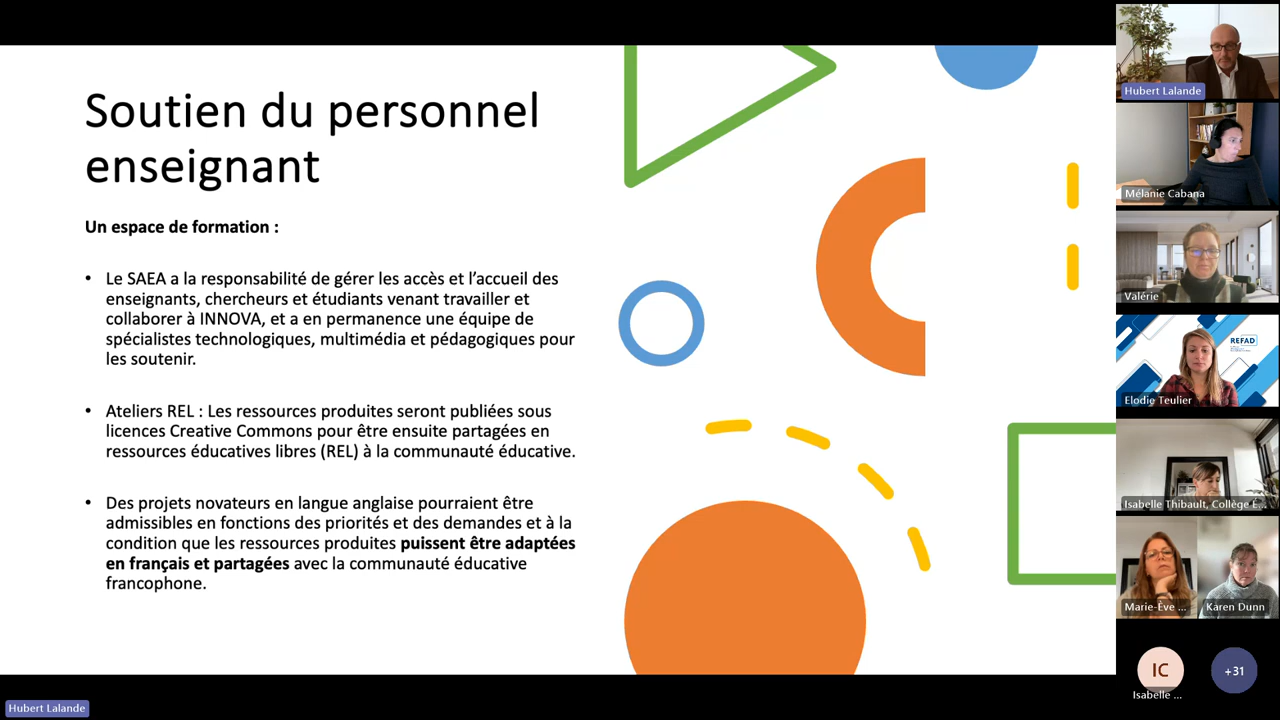 Soutien du personnel
enseignant
Un espace de formation :
• Le SAEA a la responsabilité de gérer les accès et l’accueil des
enseignants, chercheurs et étudiants venant travailler et
collaborer à INNOVA, et a en permanence une équipe de
spécialistes technologiques, multimédia et pédagogiques pour
les soutenir.
• Ateliers REL : Les ressources produites seront publiées sous
licences Creative Commons pour être ensuite partagées en
ressources éducatives libres (REL) à la communauté éducative.
• Des projets novateurs en langue anglaise pourraient être
admissibles en fonctions des priorités et des demandes et à la
condition que les ressources produites puissent être adaptées
en français et partagées avec la communauté éducative
francophone.
Hubert Lalande
Mélanie Cabana
Valérie
REFAD
Elodie Teulier
Isabelle Thibault, Collège É...
Marie-Ève ...
Karen Dunn
IC
+31
Isabelle ...
Hubert Lalande